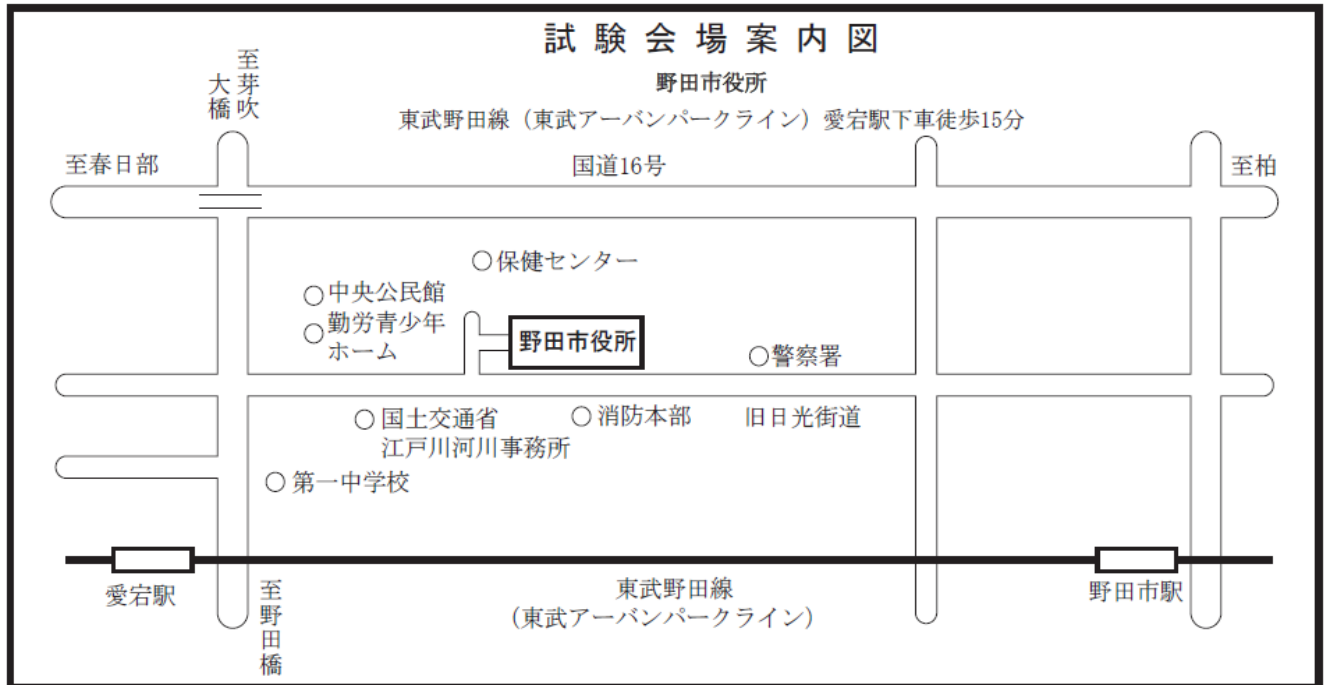 試験会場案内図
野田市役所
東武野田線（東武アーバンパークライン）愛宕駅下車徒歩15分
至芽吹
大橋
至春日部
国道16号
至柏
○保健センター
○中央公民館
○勤労青少年
ホーム
野田市役所
○警察署
○国土交通省
江戸川河川事務所
○消防本部
旧日光街道
○第一中学校
愛宕駅
至野田橋
東武野田線
（東武アーバンパークライン）
野田市駅